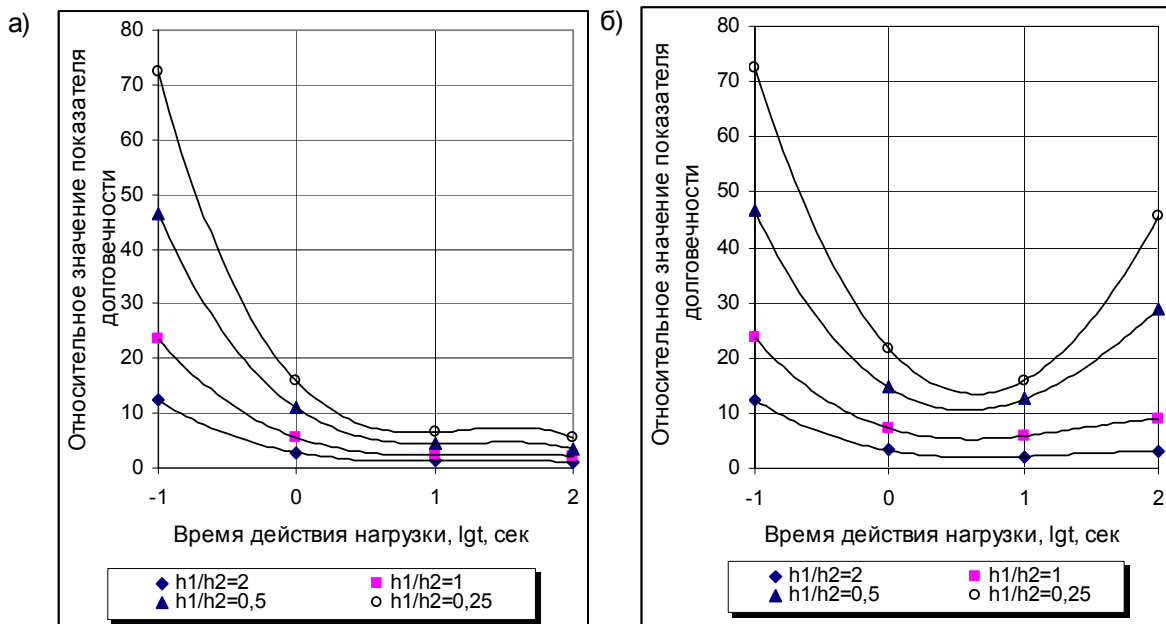 а)
Относительное значение показателя
долговечности
80
70
60
50
40
30
20
10
0
-1 0 1 2
Время действия нагрузки, lgt, сек
h1/h2=2 h1/h2=1
h1/h2=0,5 h1/h2=0,25
б)
Относительное значение показателя
долговечности
80
70
60
50
40
30
20
10
0
-1 0 1 2
Время действия нагрузки, lgt, сек
h1/h2=2 h1/h2=1
h1/h2=0,5 h1/h2=0,25